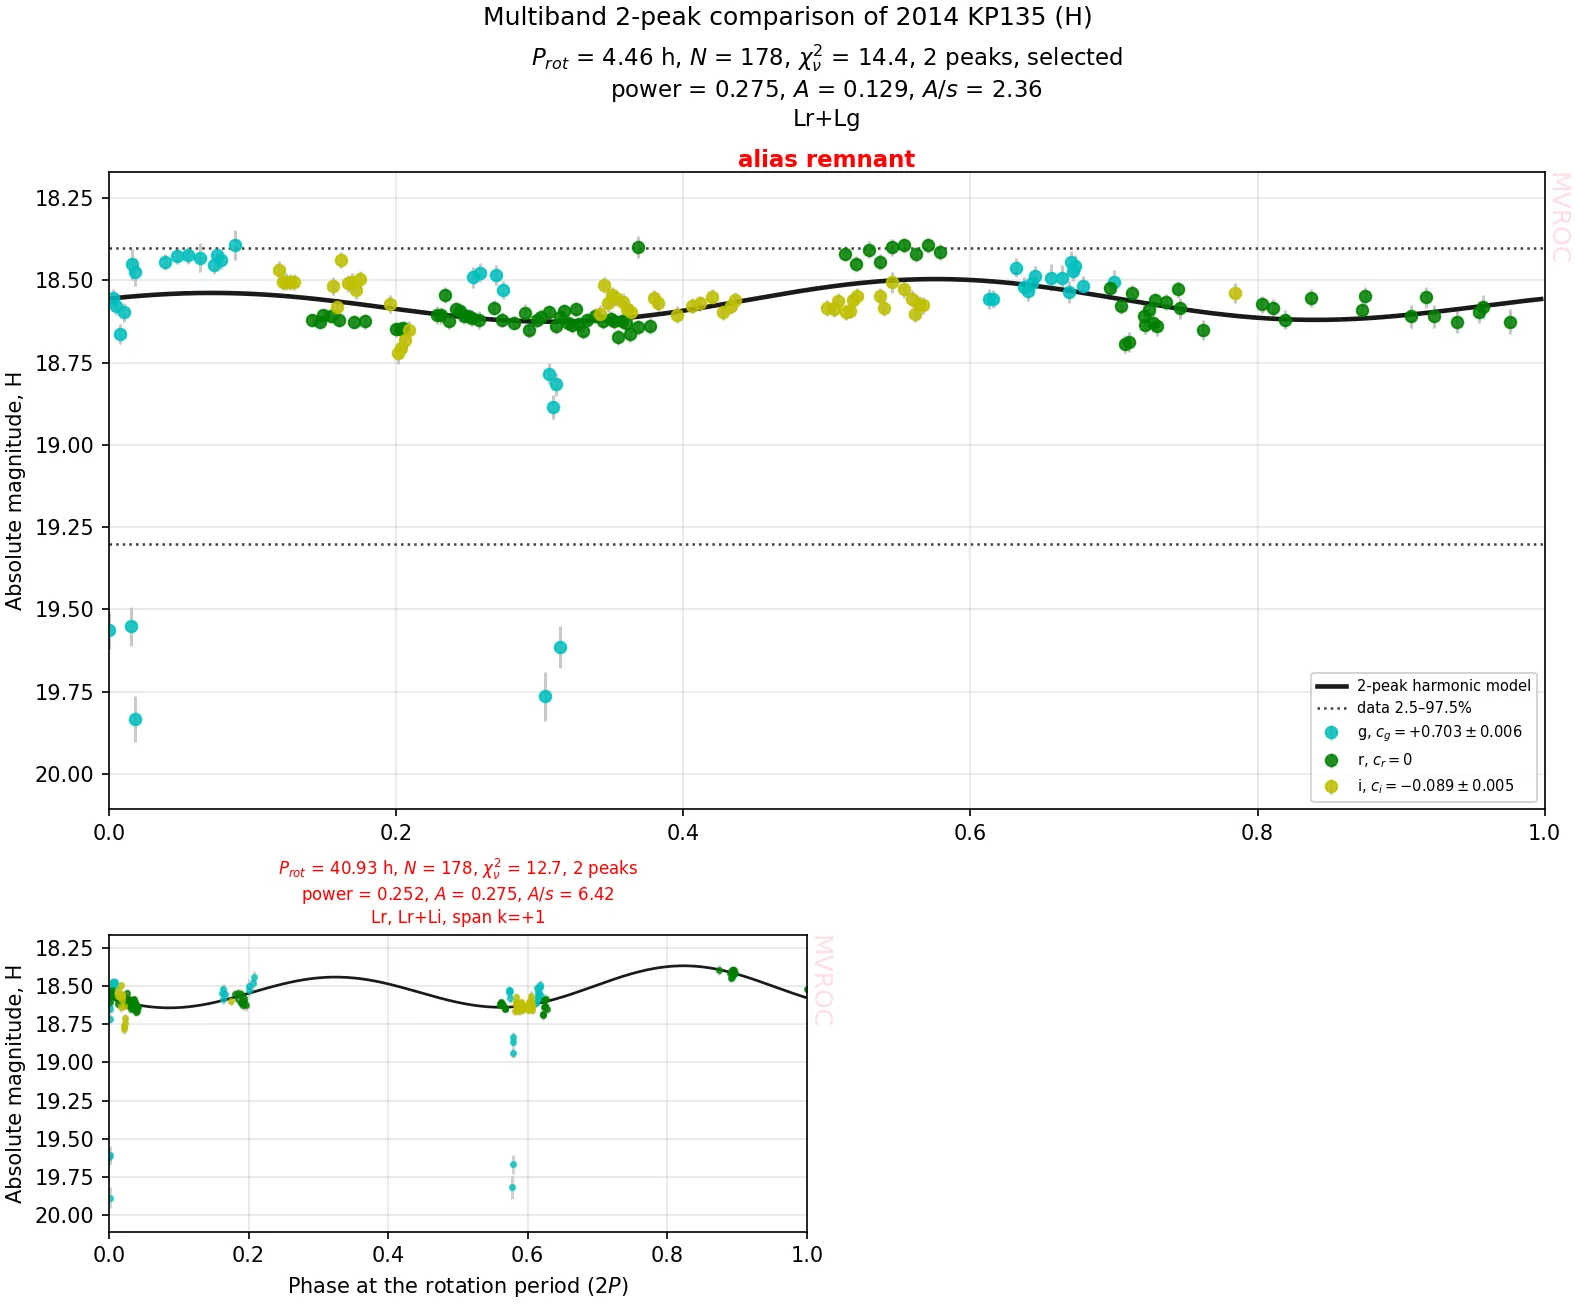 Multiband 2-peak comparison of 2014 KP135 (H)
P_rot = 4.46 h, N = 178, χ²_ν = 14.4, 2 peaks, selected
power = 0.275, A = 0.129, A/s = 2.36
Lr+Lg
alias remnant
MVROC
Absolute magnitude, H
18.25
18.50
18.75
19.00
19.25
19.50
19.75
20.00
2-peak harmonic model
data 2.5–97.5%
g, c_g = +0.703 ± 0.006
r, c_r = 0
i, c_i = −0.089 ± 0.005
0.0 0.2 0.4 0.6 0.8 1.0
P_rot = 40.93 h, N = 178, χ²_ν = 12.7, 2 peaks
power = 0.252, A = 0.275, A/s = 6.42
Lr, Lr+Li, span k=+1
MVROC
Absolute magnitude, H
18.25
18.50
18.75
19.00
19.25
19.50
19.75
20.00
0.0 0.2 0.4 0.6 0.8 1.0
Phase at the rotation period (2P)